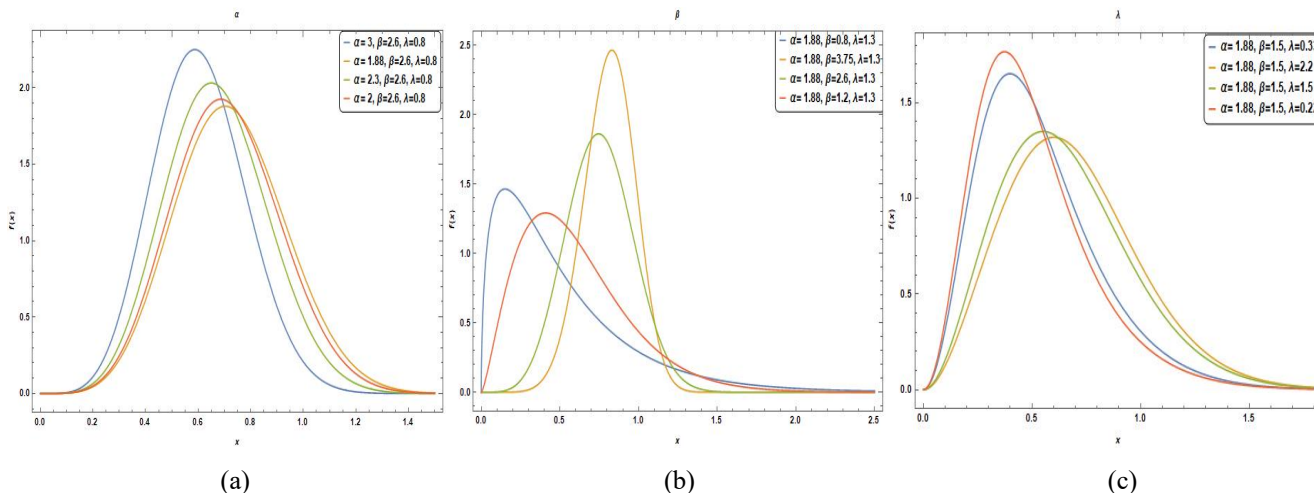 α
2.0
1.5
1.0
0.5
0.0
f(x)
0.0 0.2 0.4 0.6 0.8 1.0 1.2 1.4
x
α= 3, β=2.6, λ=0.8
α= 1.88, β=2.6, λ=0.8
α= 2.3, β=2.6, λ=0.8
α= 2, β=2.6, λ=0.8
(a)
β
2.5
2.0
1.5
1.0
0.5
0.0
f(x)
0.0 0.5 1.0 1.5 2.0 2.5
x
α= 1.88, β=0.8, λ=1.3
α= 1.88, β=3.75, λ=1.3
α= 1.88, β=2.6, λ=1.3
α= 1.88, β=1.2, λ=1.3
(b)
λ
1.5
1.0
0.5
0.0
f(x)
0.0 0.5 1.0 1.5
x
α= 1.88, β=1.5, λ=0.3
α= 1.88, β=1.5, λ=2.2
α= 1.88, β=1.5, λ=1.5
α= 1.88, β=1.5, λ=0.2
(c)